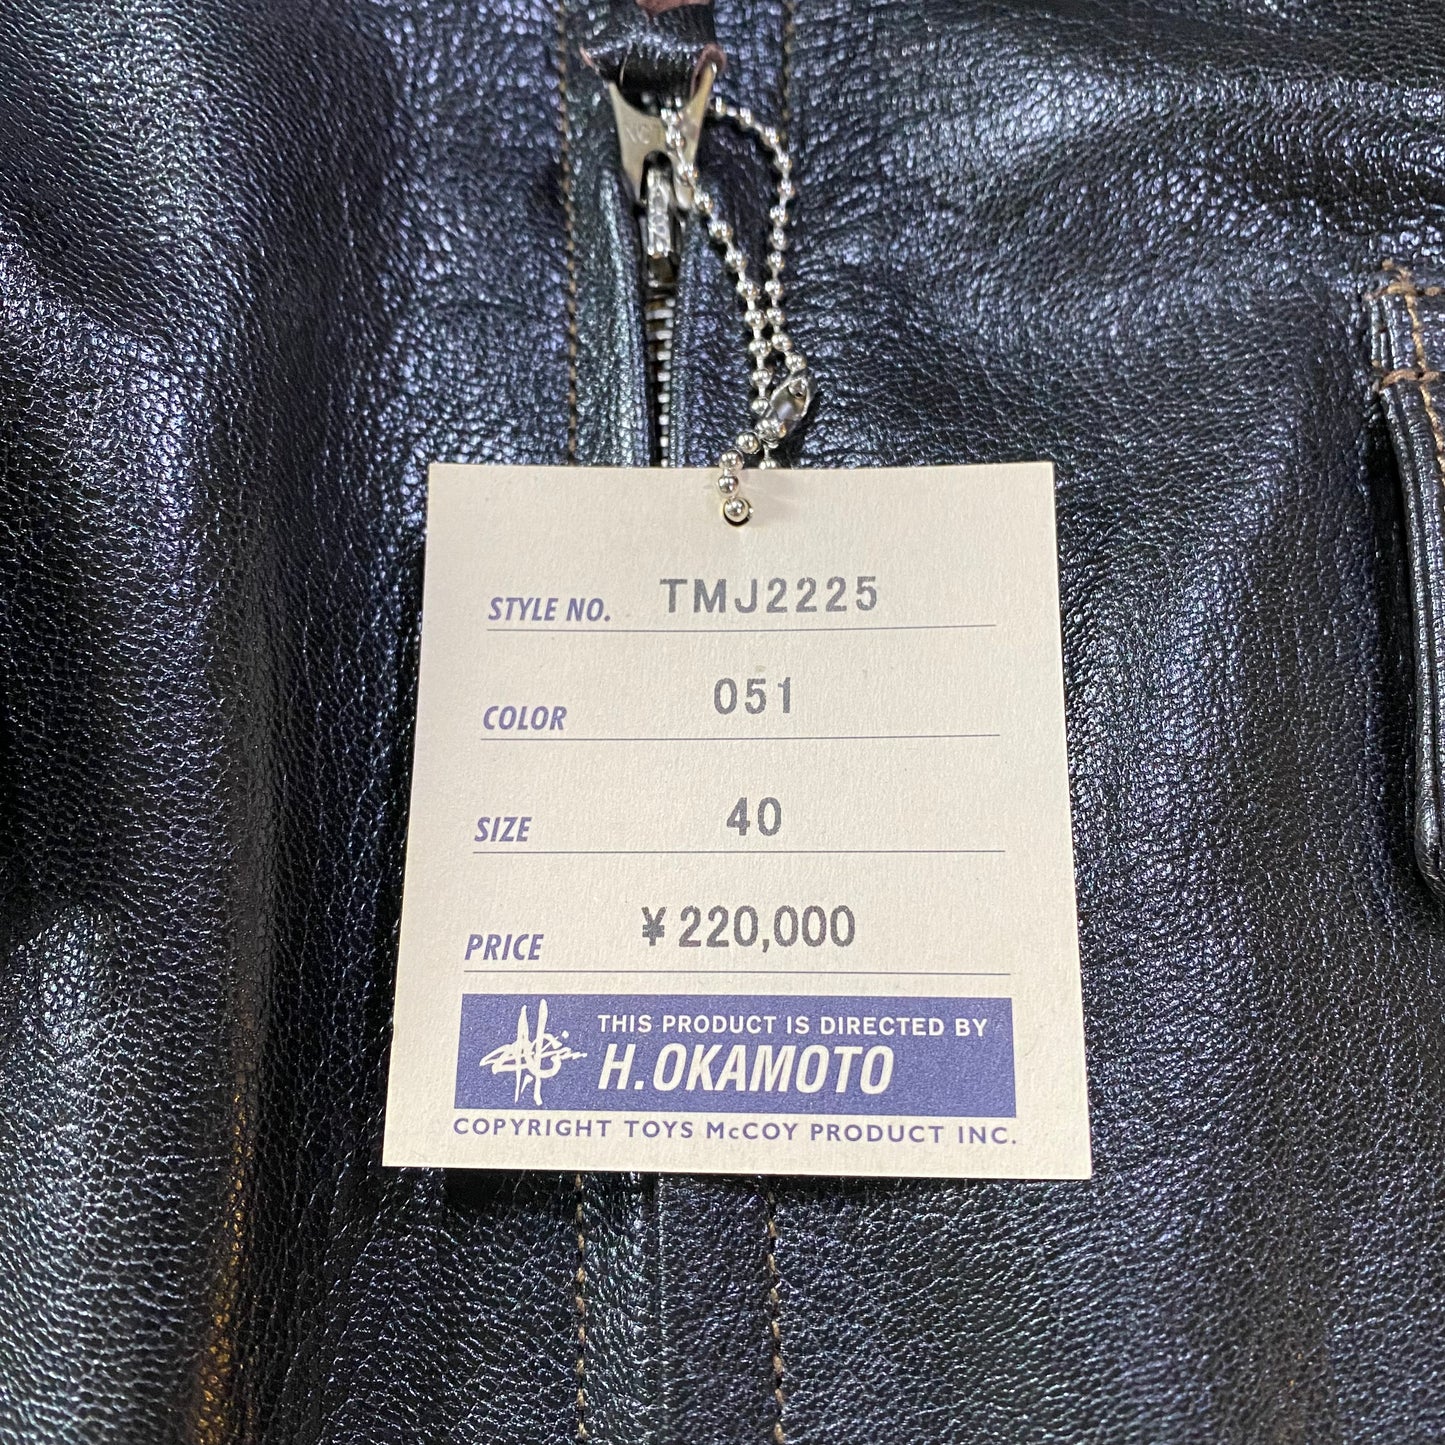 STYLE NO. TMJ2225
COLOR 051
SIZE 40
PRICE ¥220,000
THIS PRODUCT IS DIRECTED BY
H.OKAMOTO
COPYRIGHT TOYS McCOY PRODUCT INC.